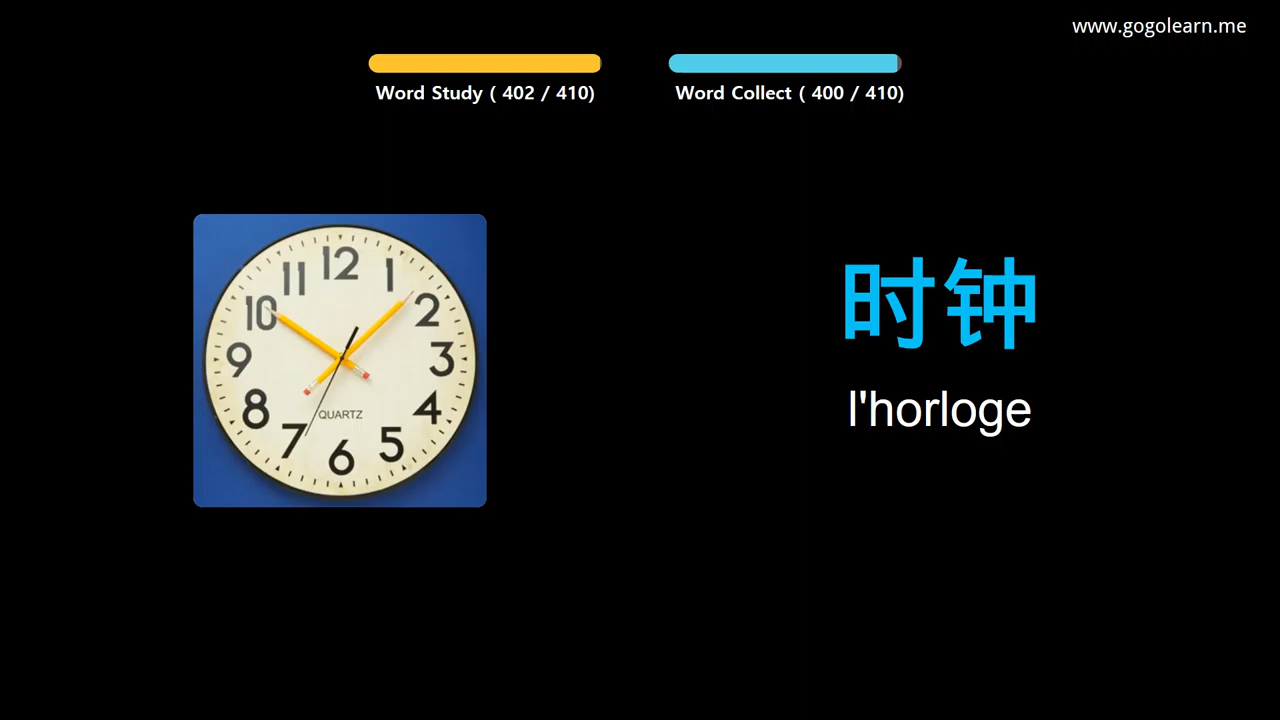 www.gogolearn.me
Word Study ( 402 / 410)
Word Collect ( 400 / 410)
12
11
1
10
2
9
3
8
4
7
5
6
QUARTZ
时钟
l'horloge